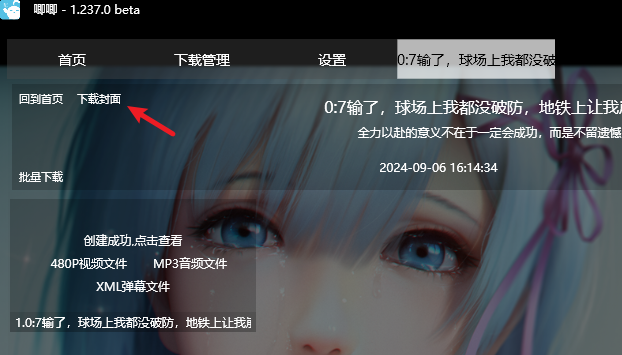 唧唧 - 1.237.0 beta
首页 下载管理 设置 0:7输了，球场上我都没破
回到首页 下载封面
0:7输了，球场上我都没破防，地铁上让我
全力以赴的意义不在于一定会成功，而是不留遗憾
2024-09-06 16:14:34
批量下载
创建成功,点击查看
480P视频文件 MP3音频文件
XML弹幕文件
1.0:7输了，球场上我都没破防，地铁上让我